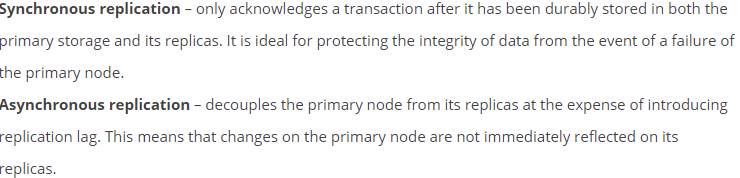 Synchronous replication – only acknowledges a transaction after it has been durably stored in both the
primary storage and its replicas. It is ideal for protecting the integrity of data from the event of a failure of
the primary node.
Asynchronous replication – decouples the primary node from its replicas at the expense of introducing
replication lag. This means that changes on the primary node are not immediately reflected on its
replicas.